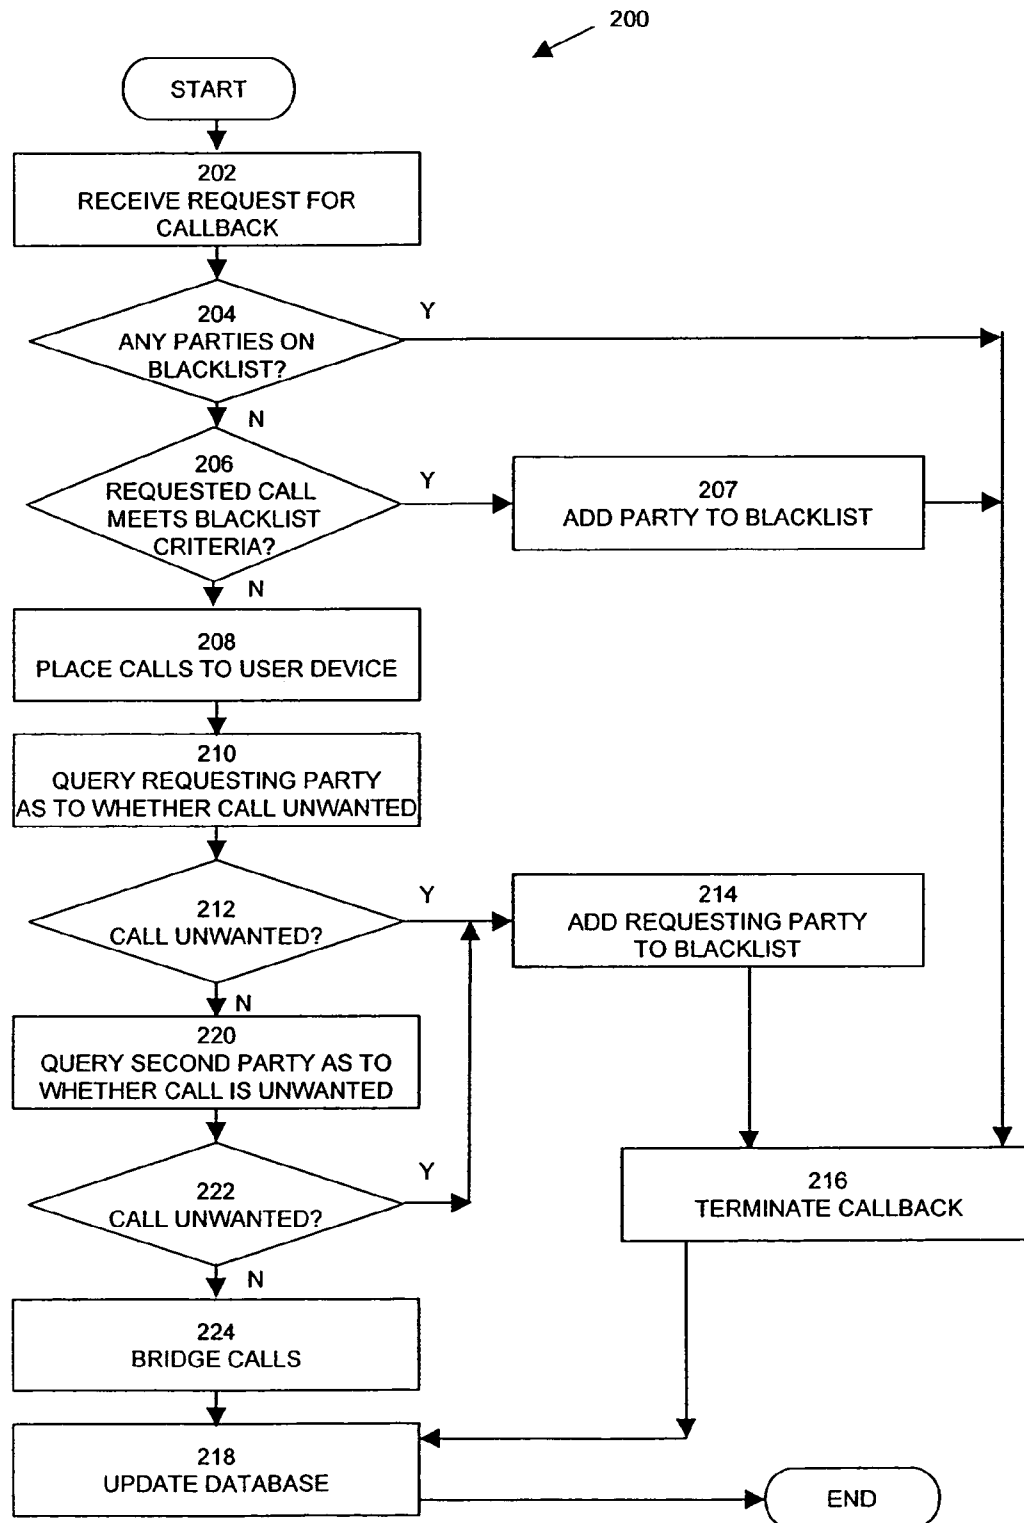 200
START
202
RECEIVE REQUEST FOR
CALLBACK
204
ANY PARTIES ON
BLACKLIST?
Y
N
206
REQUESTED CALL
MEETS BLACKLIST
CRITERIA?
Y
207
ADD PARTY TO BLACKLIST
N
208
PLACE CALLS TO USER DEVICE
210
QUERY REQUESTING PARTY
AS TO WHETHER CALL UNWANTED
212
CALL UNWANTED?
Y
214
ADD REQUESTING PARTY
TO BLACKLIST
N
220
QUERY SECOND PARTY AS TO
WHETHER CALL IS UNWANTED
222
CALL UNWANTED?
Y
216
TERMINATE CALLBACK
N
224
BRIDGE CALLS
218
UPDATE DATABASE
END